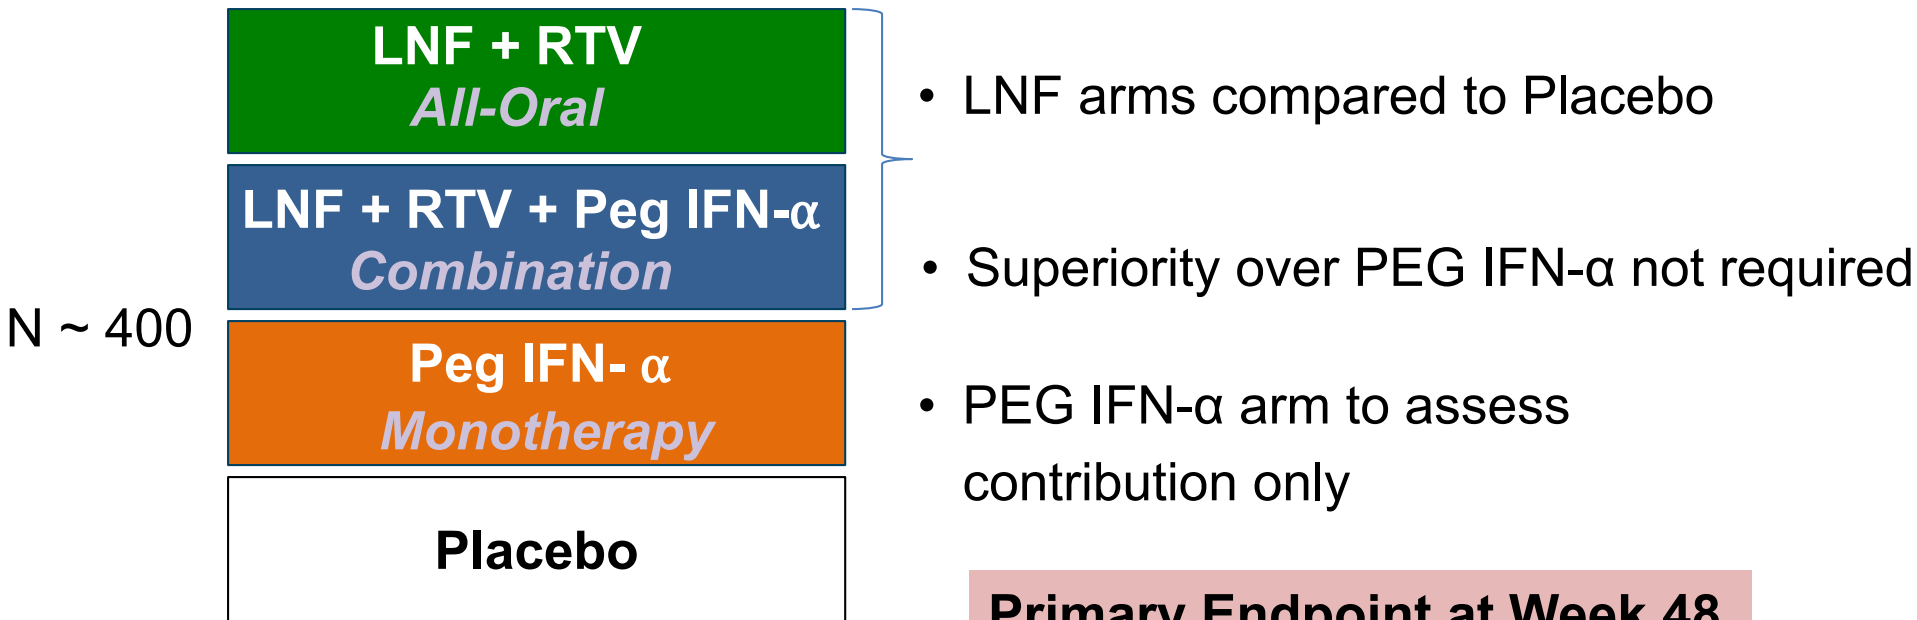 LNF + RTV
All-Oral
LNF + RTV + Peg IFN-α
Combination
N ~ 400
Peg IFN- α
Monotherapy
Placebo
• LNF arms compared to Placebo
• Superiority over PEG IFN-α not required
• PEG IFN-α arm to assess
contribution only
Primary Endpoint at Week 48